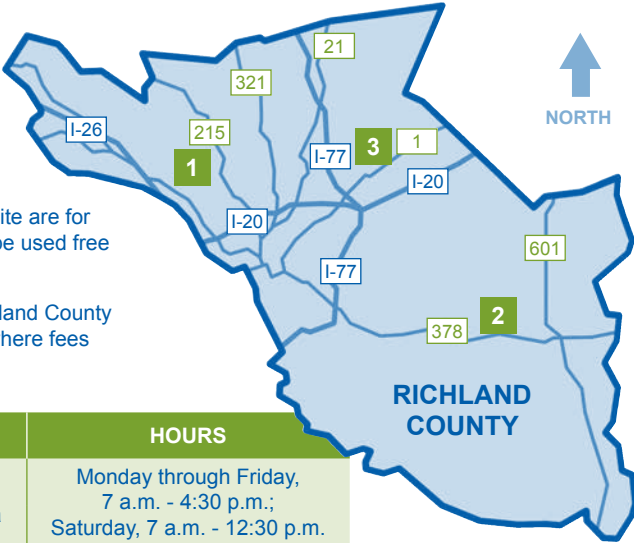 21
321
NORTH
I-26
215
1
I-77
3
1
I-20
ite are for
be used free
I-20
601
I-77
land County
here fees
2
378
RICHLAND
COUNTY
HOURS
Monday through Friday,
7 a.m. - 4:30 p.m.;
Saturday, 7 a.m. - 12:30 p.m.